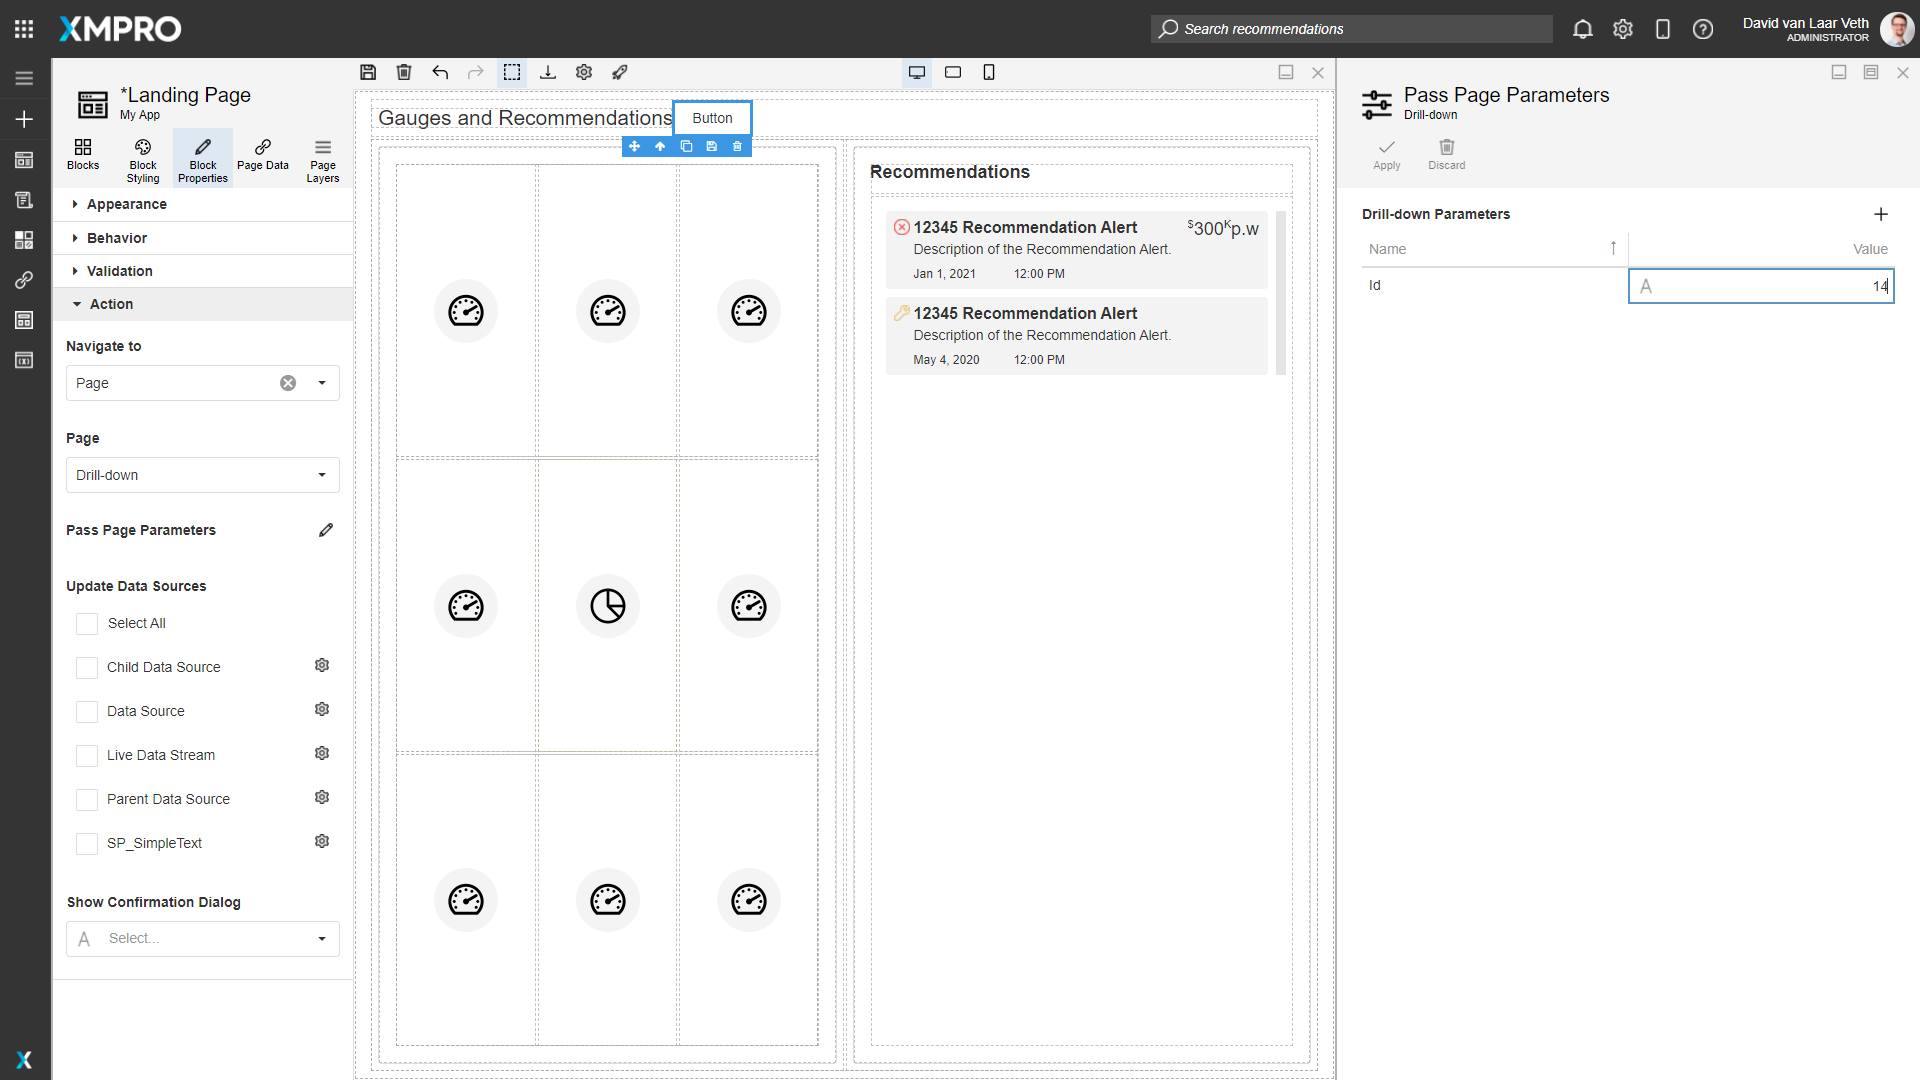 XMPRO
Search recommendations
David van Laar Veth
ADMINISTRATOR
*Landing Page
My App
Blocks
Block Styling
Block Properties
Page Data
Page Layers
Appearance
Behavior
Validation
Action
Navigate to
Page
Page
Drill-down
Pass Page Parameters
Update Data Sources
Select All
Child Data Source
Data Source
Live Data Stream
Parent Data Source
SP_SimpleText
Show Confirmation Dialog
A Select...
Gauges and Recommendations
Button
Recommendations
12345 Recommendation Alert
$300Kp.w
Description of the Recommendation Alert.
Jan 1, 2021 12:00 PM
12345 Recommendation Alert
Description of the Recommendation Alert.
May 4, 2020 12:00 PM
Pass Page Parameters
Drill-down
Apply
Discard
Drill-down Parameters
Name Value
Id A 14
X